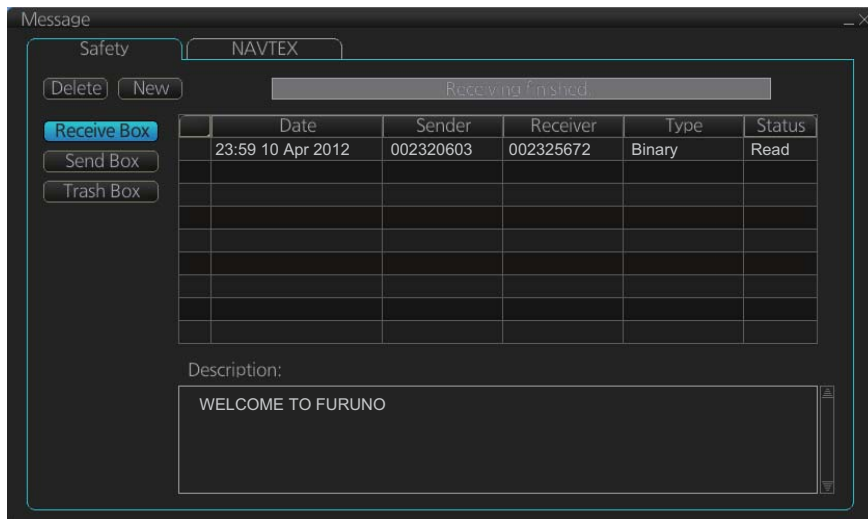 Message
Safety NAVTEX
Delete New Receiving finished.
Receive Box Date Sender Receiver Type Status
23:59 10 Apr 2012 002320603 002325672 Binary Read
Send Box
Trash Box
Description:
WELCOME TO FURUNO